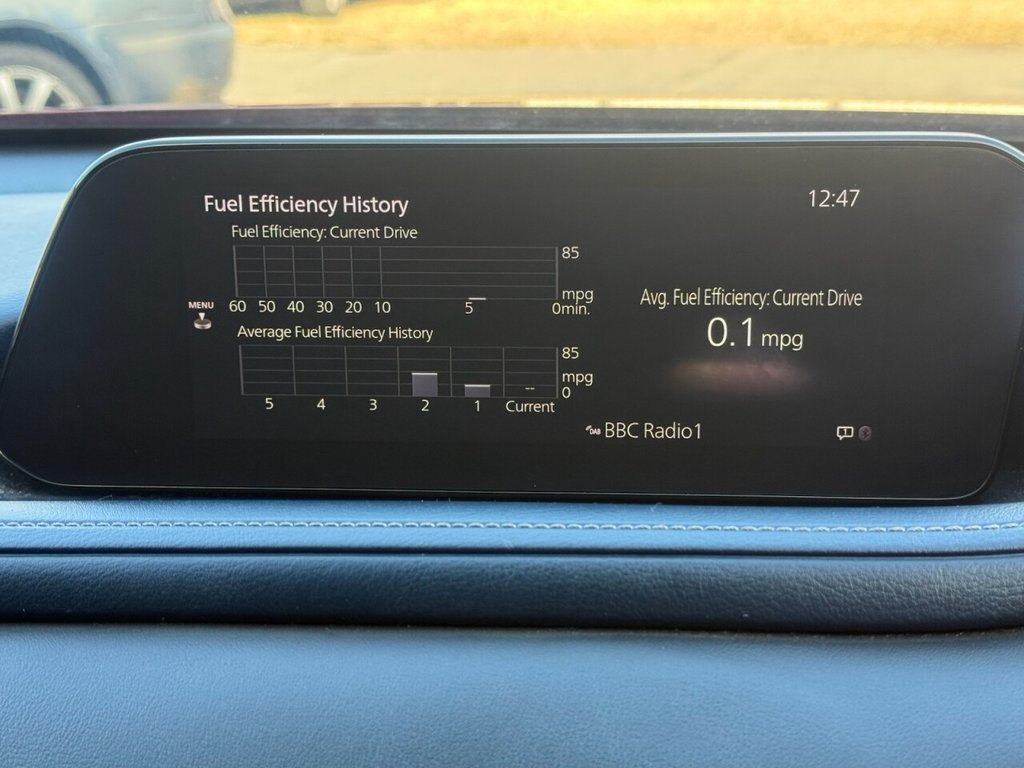 Fuel Efficiency History
12:47
Fuel Efficiency: Current Drive
85
mpg
MENU
60 50 40 30 20 10 5 0min.
Avg. Fuel Efficiency: Current Drive
0.1 mpg
Average Fuel Efficiency History
85
mpg
0
--
5 4 3 2 1 Current
DAB BBC Radio1